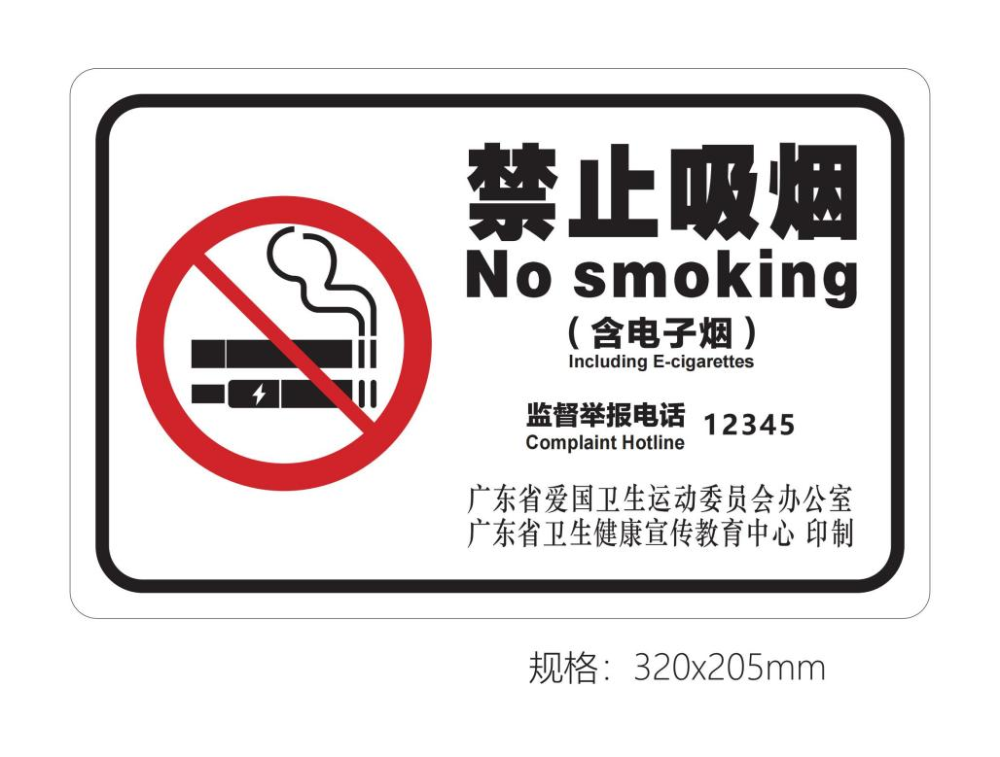 禁止吸烟
No smoking
（含电子烟）
Including E-cigarettes
监督举报电话 12345
Complaint Hotline
广东省爱国卫生运动委员会办公室
广东省卫生健康宣传教育中心 印制
规格：320x205mm